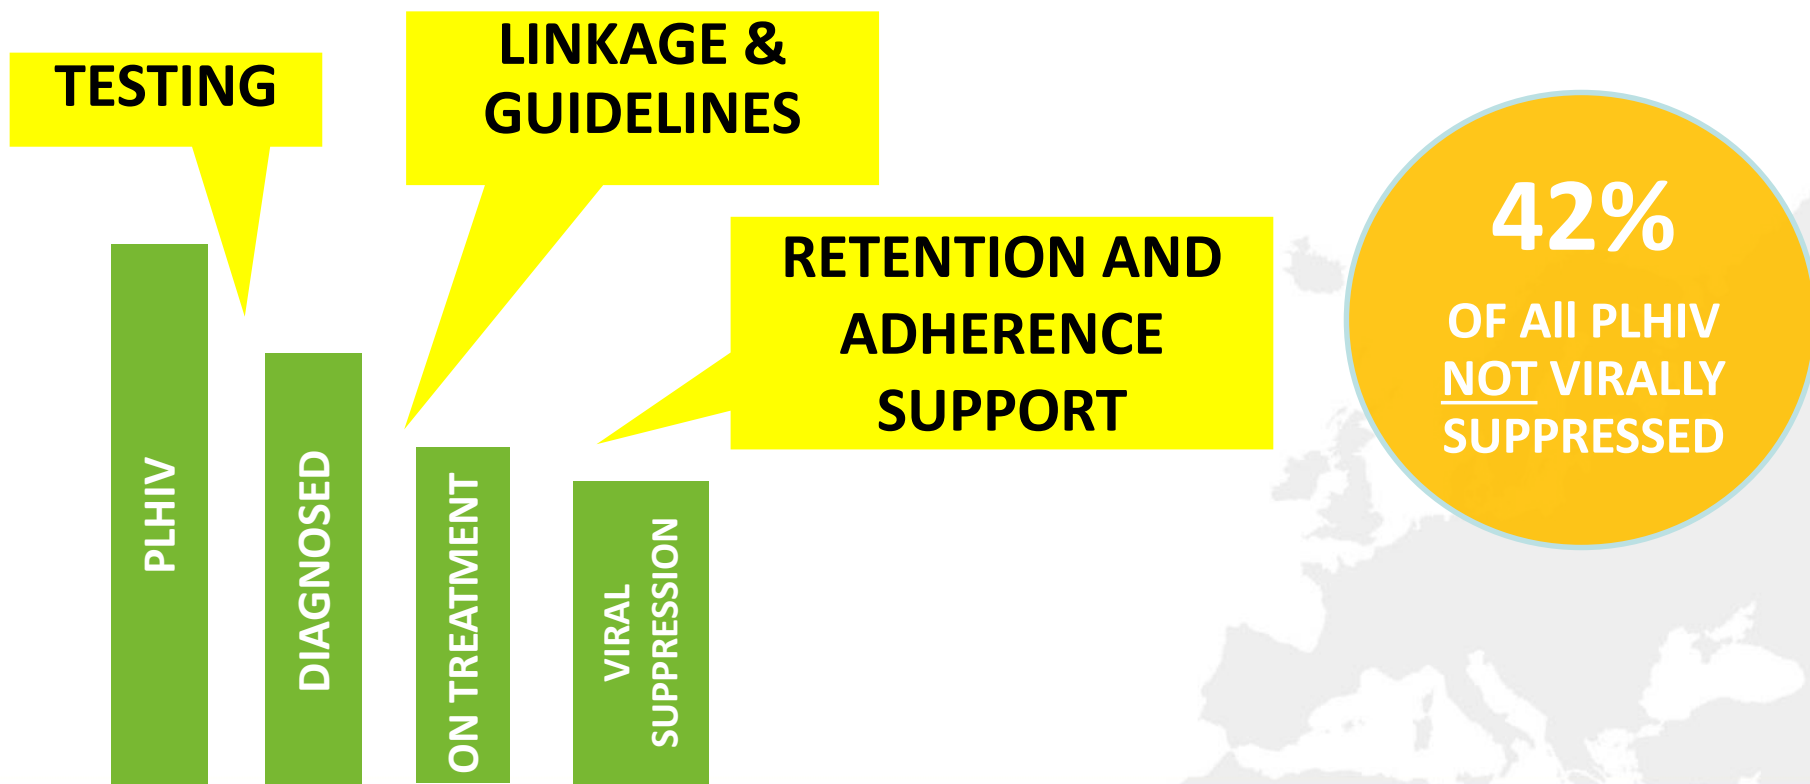 TESTING
LINKAGE &
GUIDELINES
RETENTION AND
ADHERENCE
SUPPORT
42%
OF All PLHIV
NOT VIRALLY
SUPPRESSED
PLHIV
DIAGNOSED
ON TREATMENT
VIRAL
SUPPRESSION